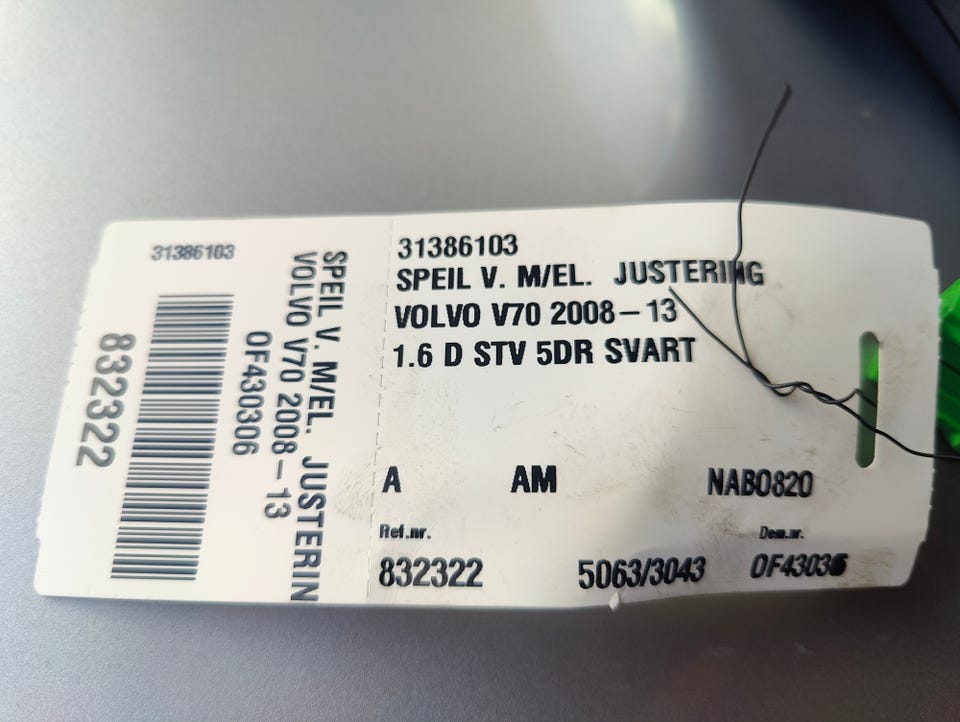 31386103
832322
OF430306
VOLVO V70 2008-13
SPEIL V. M/EL. JUSTERIN
31386103
SPEIL V. M/EL. JUSTERING
VOLVO V70 2008-13
1.6 D STV 5DR SVART
A AM NAB0820
Ref.nr. Dem.nr.
832322 5063/3043